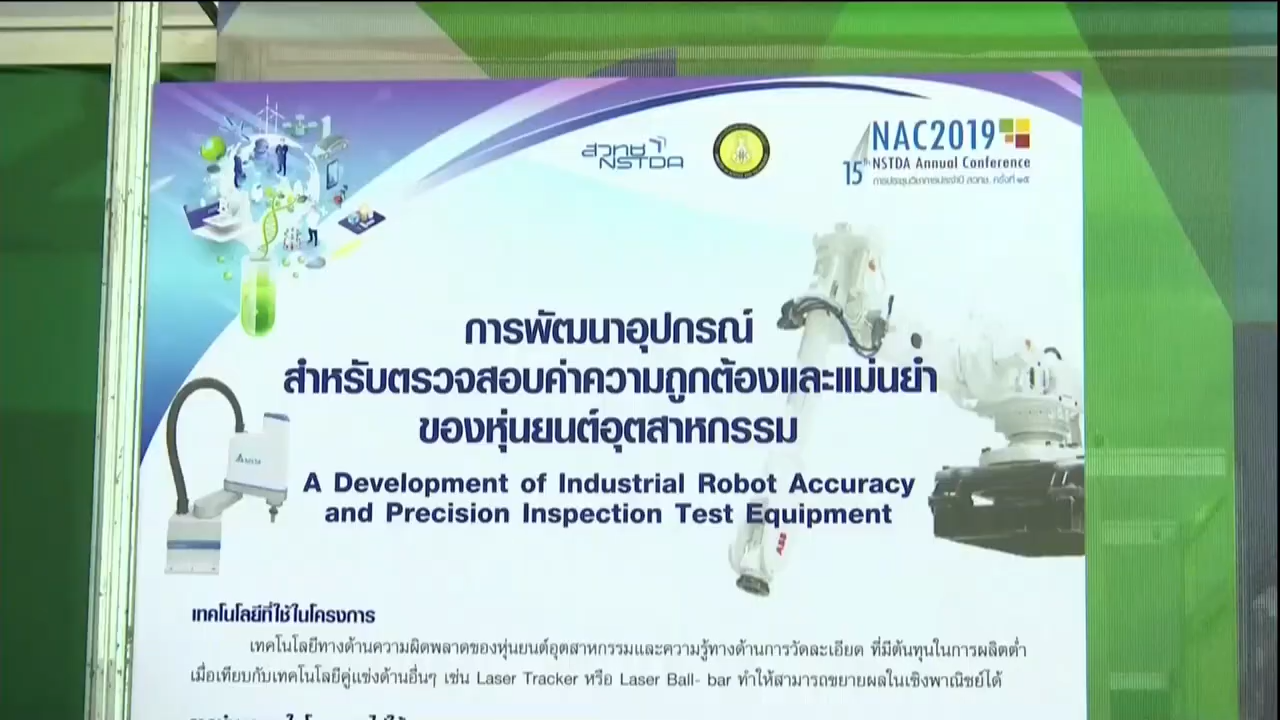 สวทช
NSTDA
NAC2019
15th NSTDA Annual Conference
การประชุมวิชาการประจำปี สวทช. ครั้งที่ ๑๕
การพัฒนาอุปกรณ์
สำหรับตรวจสอบค่าความถูกต้องและแม่นยำ
ของหุ่นยนต์อุตสาหกรรม
A Development of Industrial Robot Accuracy
and Precision Inspection Test Equipment
DELTA
ABB
เทคโนโลยีที่ใช้ในโครงการ
เทคโนโลยีทางด้านความผิดพลาดของหุ่นยนต์อุตสาหกรรมและความรู้ทางด้านการวัดละเอียด ที่มีต้นทุนในการผลิตต่ำ
เมื่อเทียบกับเทคโนโลยีคู่แข่งด้านอื่นๆ เช่น Laser Tracker หรือ Laser Ball- bar ทำให้สามารถขยายผลในเชิงพาณิชย์ได้